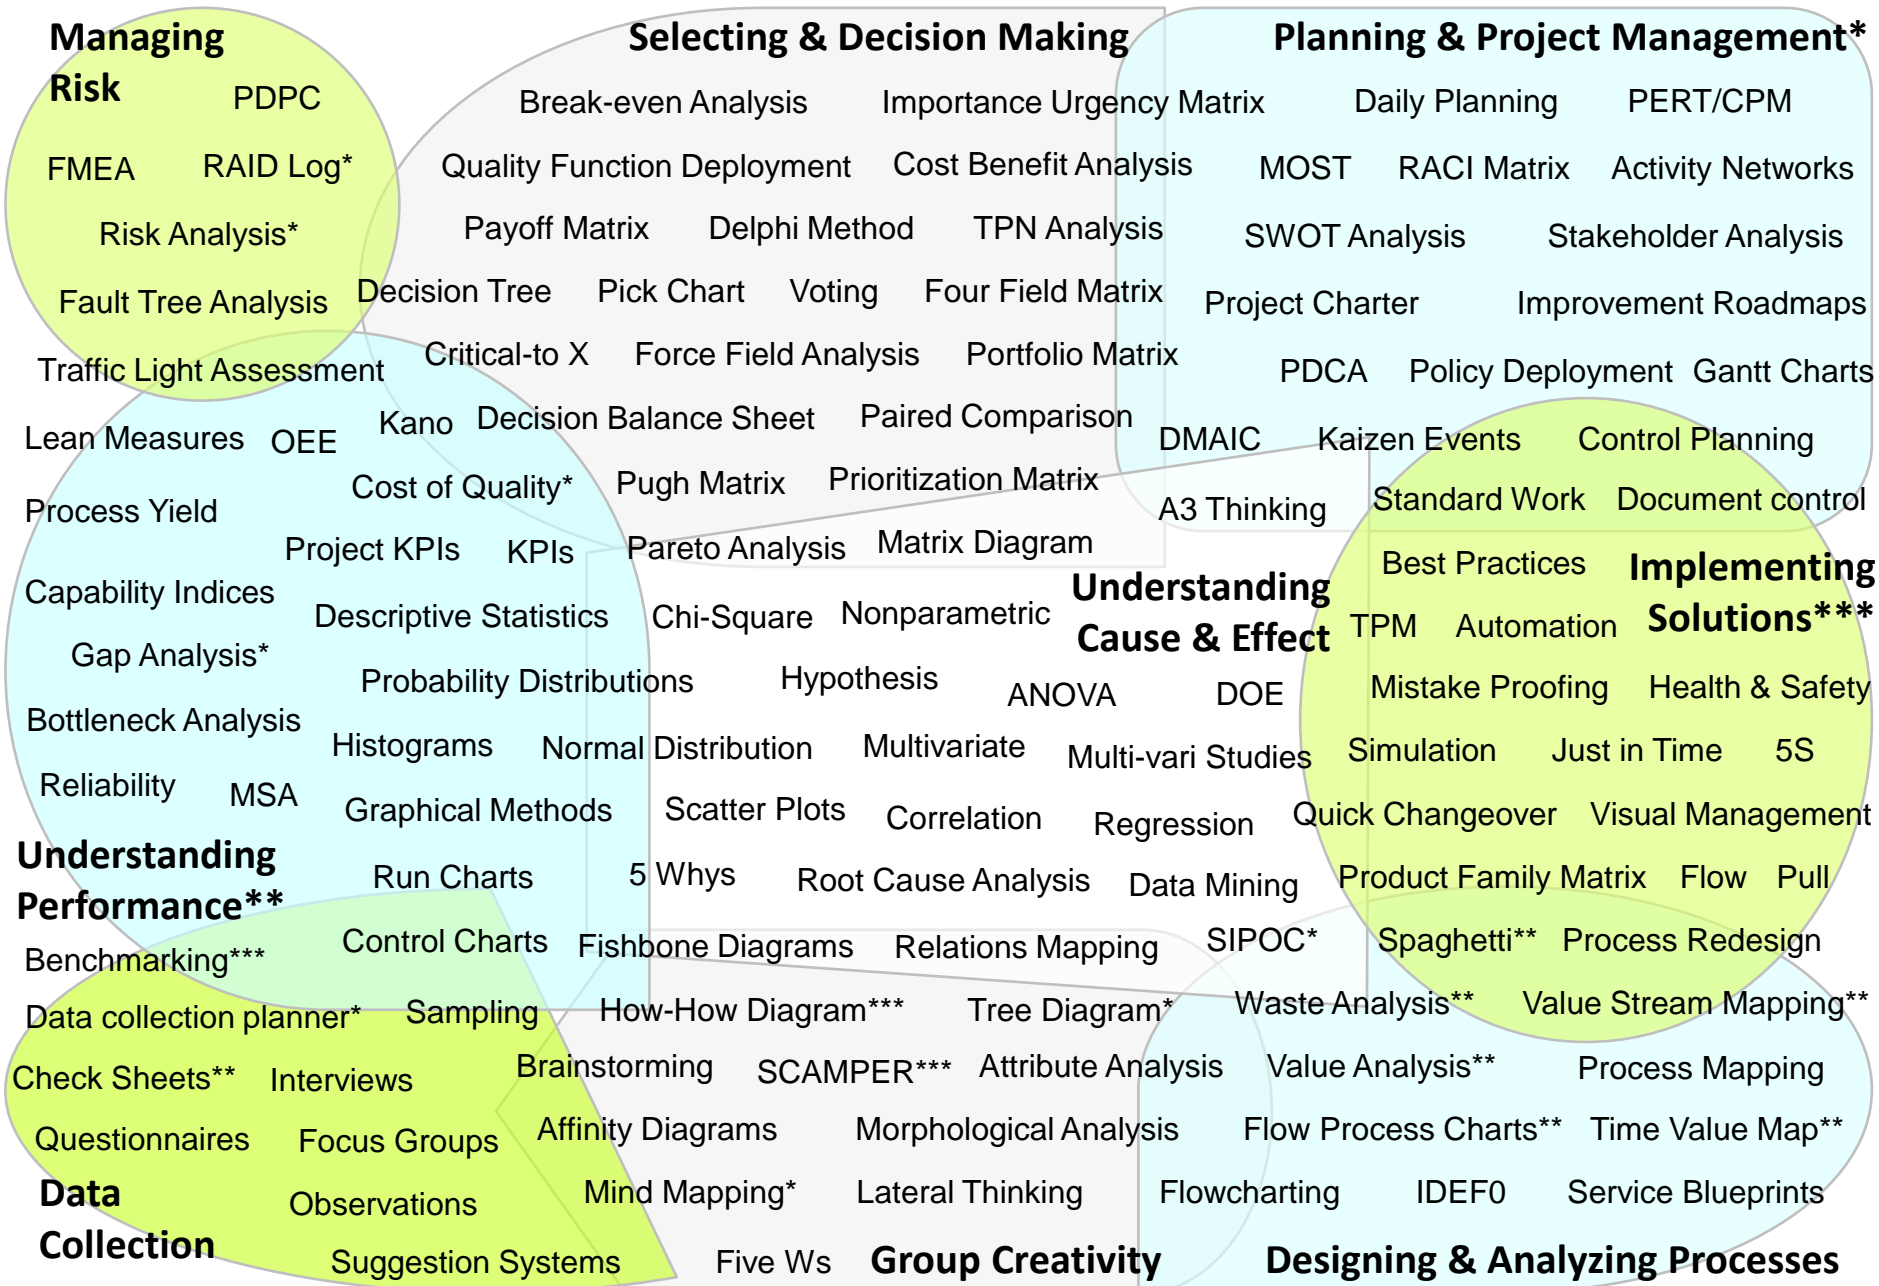 Managing
Risk
Selecting & Decision Making
Planning & Project Management*
PDPC
Break-even Analysis
Importance Urgency Matrix
Daily Planning
PERT/CPM
FMEA
RAID Log*
Quality Function Deployment
Cost Benefit Analysis
MOST
RACI Matrix
Activity Networks
Risk Analysis*
Payoff Matrix
Delphi Method
TPN Analysis
SWOT Analysis
Stakeholder Analysis
Fault Tree Analysis
Decision Tree
Pick Chart
Voting
Four Field Matrix
Project Charter
Improvement Roadmaps
Traffic Light Assessment
Critical-to X
Force Field Analysis
Portfolio Matrix
PDCA
Policy Deployment
Gantt Charts
Lean Measures
OEE
Kano
Decision Balance Sheet
Paired Comparison
DMAIC
Kaizen Events
Control Planning
Process Yield
Cost of Quality*
Pugh Matrix
Prioritization Matrix
A3 Thinking
Standard Work
Document control
Project KPIs
KPIs
Pareto Analysis
Matrix Diagram
Best Practices
Implementing
Solutions***
Understanding
Cause & Effect
Capability Indices
Descriptive Statistics
Chi-Square
Nonparametric
TPM
Automation
Gap Analysis*
Probability Distributions
Hypothesis
ANOVA
DOE
Mistake Proofing
Health & Safety
Bottleneck Analysis
Histograms
Normal Distribution
Multivariate
Multi-vari Studies
Simulation
Just in Time
5S
Reliability
MSA
Graphical Methods
Scatter Plots
Correlation
Regression
Quick Changeover
Visual Management
Understanding
Performance**
Run Charts
5 Whys
Root Cause Analysis
Data Mining
Product Family Matrix
Flow
Pull
Benchmarking***
Control Charts
Fishbone Diagrams
Relations Mapping
SIPOC*
Spaghetti**
Process Redesign
Data collection planner*
Sampling
How-How Diagram***
Tree Diagram*
Waste Analysis**
Value Stream Mapping**
Check Sheets**
Interviews
Brainstorming
SCAMPER***
Attribute Analysis
Value Analysis**
Process Mapping
Questionnaires
Focus Groups
Affinity Diagrams
Morphological Analysis
Flow Process Charts**
Time Value Map**
Data
Collection
Observations
Mind Mapping*
Lateral Thinking
Flowcharting
IDEF0
Service Blueprints
Suggestion Systems
Five Ws
Group Creativity
Designing & Analyzing Processes